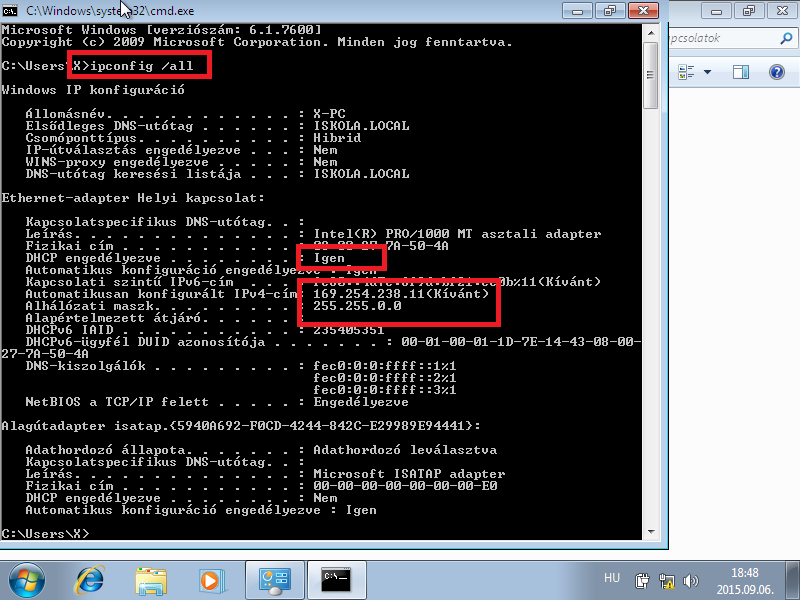 C:\Windows\system32\cmd.exe
Microsoft Windows [verziószám: 6.1.7600]
Copyright (c) 2009 Microsoft Corporation. Minden jog fenntartva.
C:\Users\X>ipconfig /all
Windows IP konfiguráció
Állomásnév. . . . . . . . . . . . : X-PC
Elsődleges DNS-utótag . . . . . . : ISKOLA.LOCAL
Csomóponttípus. . . . . . . . . . : Hibrid
IP-útválasztás engedélyezve . . . : Nem
WINS-proxy engedélyezve . . . . . : Nem
DNS-utótag keresési listája . . . : ISKOLA.LOCAL
Ethernet-adapter Helyi kapcsolat:
Kapcsolatspecifikus DNS-utótag. . :
Leírás. . . . . . . . . . . . . . : Intel(R) PRO/1000 MT asztali adapter
Fizikai cím . . . . . . . . . . . : 08-00-27-7A-50-4A
DHCP engedélyezve . . . . . . . . : Igen
Automatikus konfiguráció engedélyezve . : Igen
Kapcsolati szintű IPv6-cím . . . :
Automatikusan konfigurált IPv4-cím: 169.254.238.11(Kívánt)
Alhálózati maszk. . . . . . . . . : 255.255.0.0
Alapértelmezett átjáró. . . . . . :
DHCPv6 IAID . . . . . . . . . . . : 235405351
DHCPv6-ügyfél DUID azonosítója . . . . . . . : 00-01-00-01-1D-7E-14-43-08-00-
27-7A-50-4A
DNS-kiszolgálók . . . . . . . . . : fec0:0:0:ffff::1%1
fec0:0:0:ffff::2%1
fec0:0:0:ffff::3%1
NetBIOS a TCP/IP felett . . . . . : Engedélyezve
Alagútadapter isatap.{5940A692-F0CD-4244-842C-E29989E94441}:
Adathordozó állapota. . . . . . . : Adathordozó leválasztva
Kapcsolatspecifikus DNS-utótag. . :
Leírás. . . . . . . . . . . . . . : Microsoft ISATAP adapter
Fizikai cím . . . . . . . . . . . : 00-00-00-00-00-00-00-E0
DHCP engedélyezve . . . . . . . . : Nem
Automatikus konfiguráció engedélyezve . : Igen
C:\Users\X>
pcsolatok
C:\_
HU
18:48
2015.09.06.